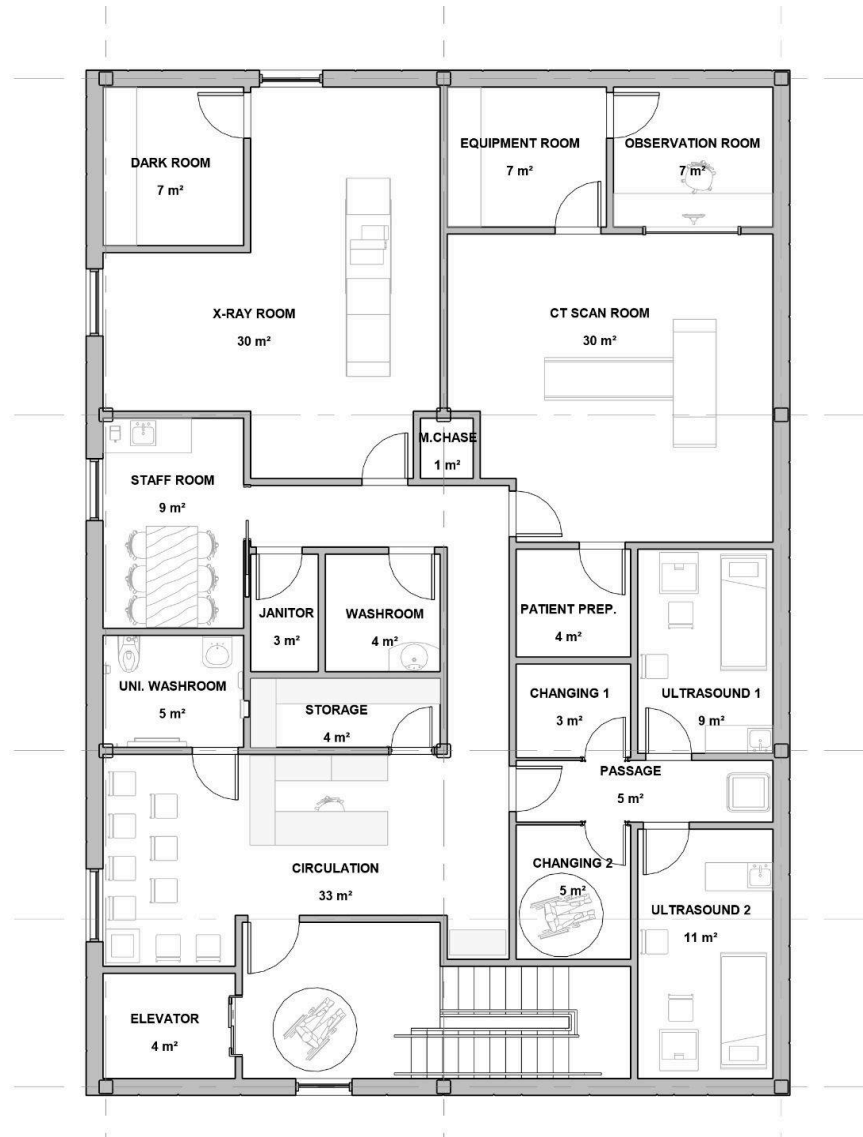 DARK ROOM
7 m²
EQUIPMENT ROOM
7 m²
OBSERVATION ROOM
7 m²
X-RAY ROOM
30 m²
CT SCAN ROOM
30 m²
M.CHASE
1 m²
STAFF ROOM
9 m²
JANITOR
3 m²
WASHROOM
4 m²
PATIENT PREP.
4 m²
UNI. WASHROOM
5 m²
STORAGE
4 m²
CHANGING 1
3 m²
ULTRASOUND 1
9 m²
PASSAGE
5 m²
CIRCULATION
33 m²
CHANGING 2
5 m²
ULTRASOUND 2
11 m²
ELEVATOR
4 m²